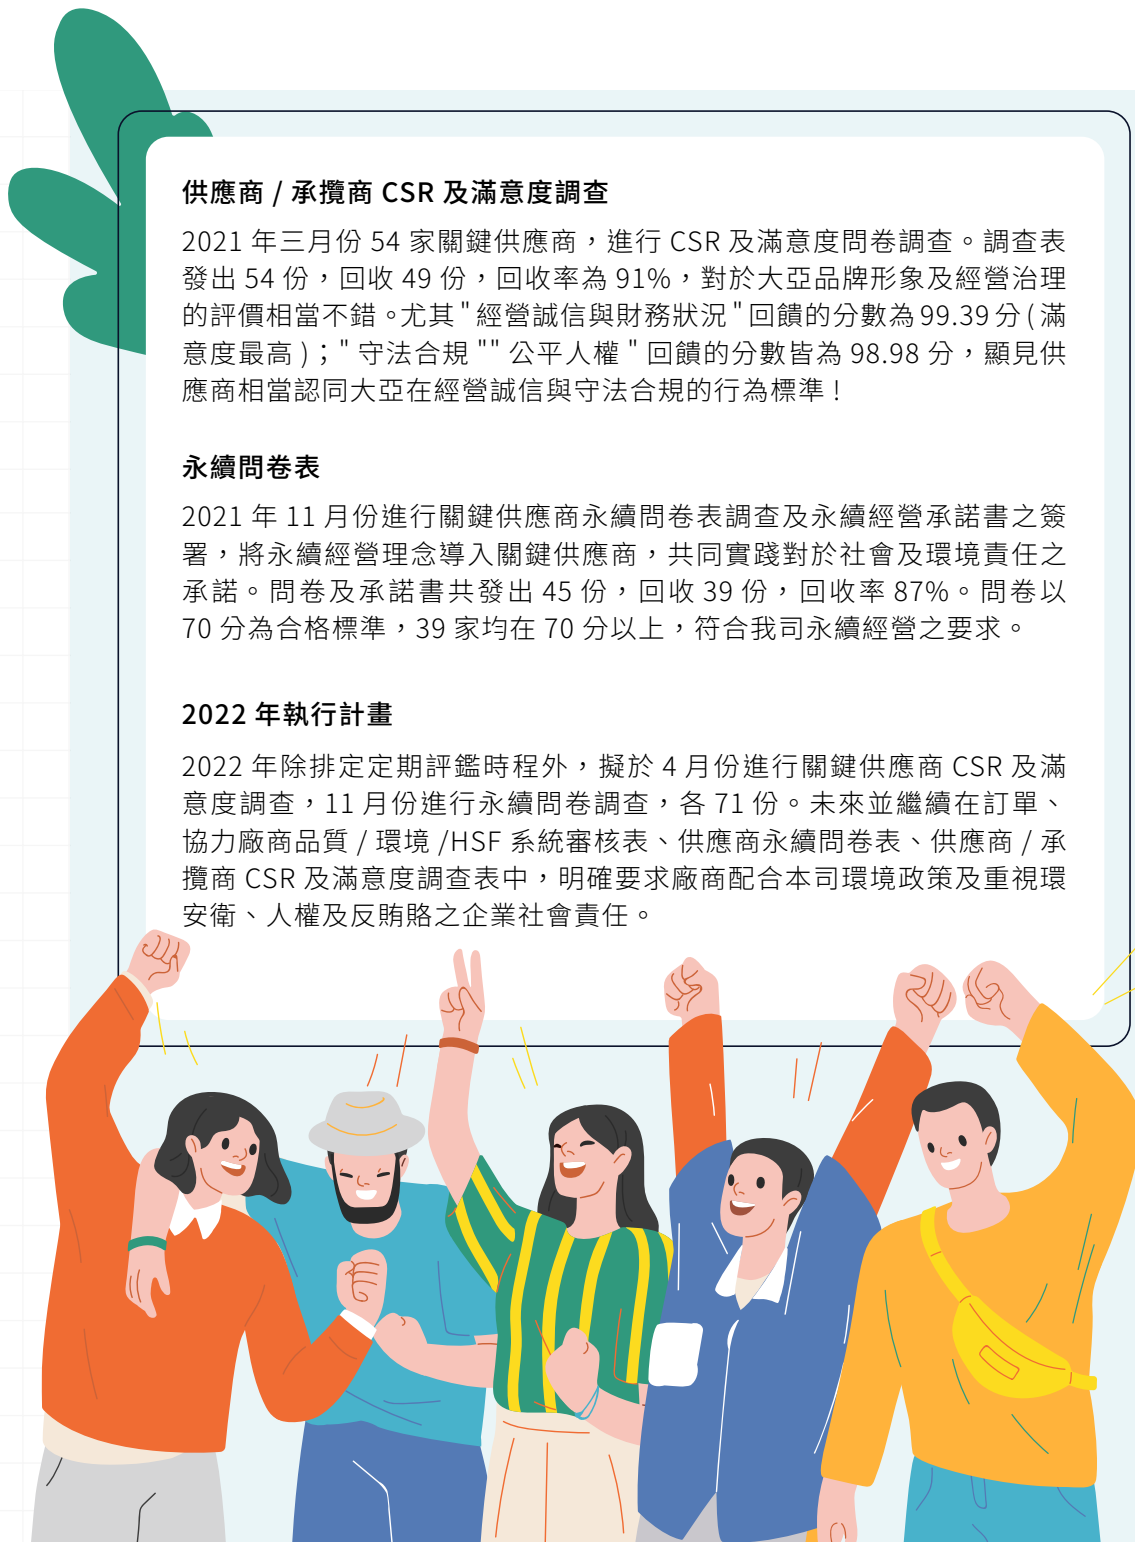 供應商 / 承攬商 CSR 及滿意度調查
2021 年三月份 54 家關鍵供應商，進行 CSR 及滿意度問卷調查。調查表
發出 54 份，回收 49 份，回收率為 91%，對於大亞品牌形象及經營治理
的評價相當不錯。尤其 " 經營誠信與財務狀況 " 回饋的分數為 99.39 分 ( 滿
意度最高 )；" 守法合規 "" 公平人權 " 回饋的分數皆為 98.98 分，顯見供
應商相當認同大亞在經營誠信與守法合規的行為標準 !
永續問卷表
2021 年 11 月份進行關鍵供應商永續問卷表調查及永續經營承諾書之簽
署，將永續經營理念導入關鍵供應商，共同實踐對於社會及環境責任之
承諾。問卷及承諾書共發出 45 份，回收 39 份，回收率 87%。問卷以
70 分為合格標準，39 家均在 70 分以上，符合我司永續經營之要求。
2022 年執行計畫
2022 年除排定定期評鑑時程外，擬於 4 月份進行關鍵供應商 CSR 及滿
意度調查，11 月份進行永續問卷調查，各 71 份。未來並繼續在訂單、
協力廠商品質 / 環境 /HSF 系統審核表、供應商永續問卷表、供應商 / 承
攬商 CSR 及滿意度調查表中，明確要求廠商配合本司環境政策及重視環
安衛、人權及反賄賂之企業社會責任。